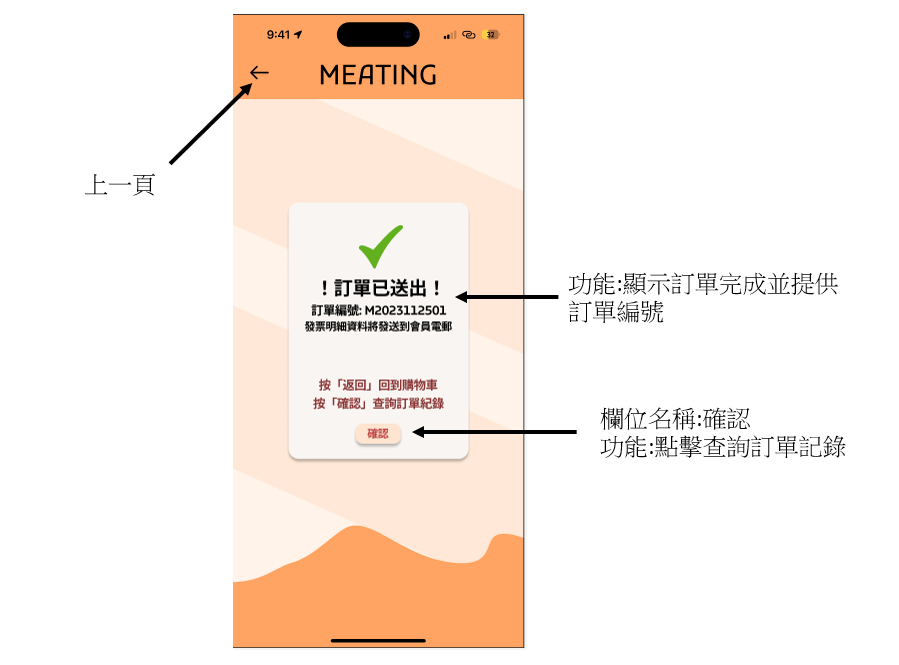 9:41
32
MEATING
上一頁
！訂單已送出！
訂單編號: M2023112501
發票明細資料將發送到會員電郵
功能:顯示訂單完成並提供
訂單編號
按「返回」回到購物車
按「確認」查詢訂單紀錄
確認
欄位名稱:確認
功能:點擊查詢訂單記錄